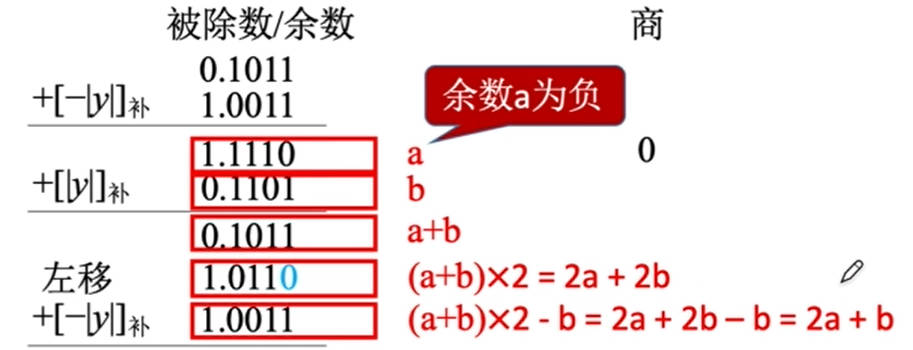 被除数/余数 商
0.1011
+[−|y|]补 1.0011
余数a为负
1.1110 a 0
+[|y|]补 0.1101 b
0.1011 a+b
左移 1.0110 (a+b)×2 = 2a + 2b
+[−|y|]补 1.0011 (a+b)×2 - b = 2a + 2b – b = 2a + b